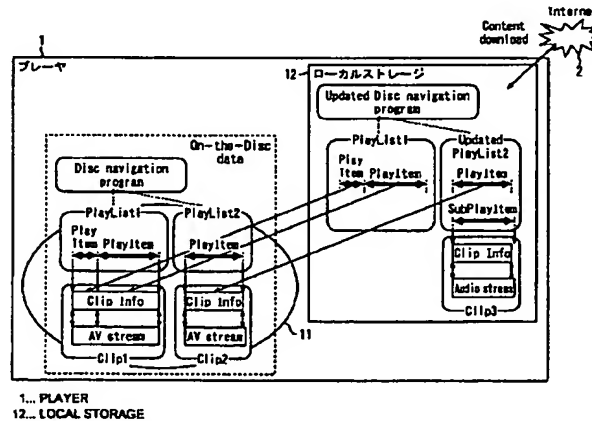 Internet
Content
download
2
1
プレーヤ
12
ローカルストレージ
Updated Disc navigation
program
On-the-Disc
data
Disc navigation
program
PlayList1
Play
Item
PlayItem
Clip Info
AV stream
Clip1
PlayList2
PlayItem
Clip Info
AV stream
Clip2
11
PlayList1
Play
Item
PlayItem
Updated
PlayList2
PlayItem
SubPlayItem
Clip Info
Audio stream
Clip3
1... PLAYER
12... LOCAL STORAGE